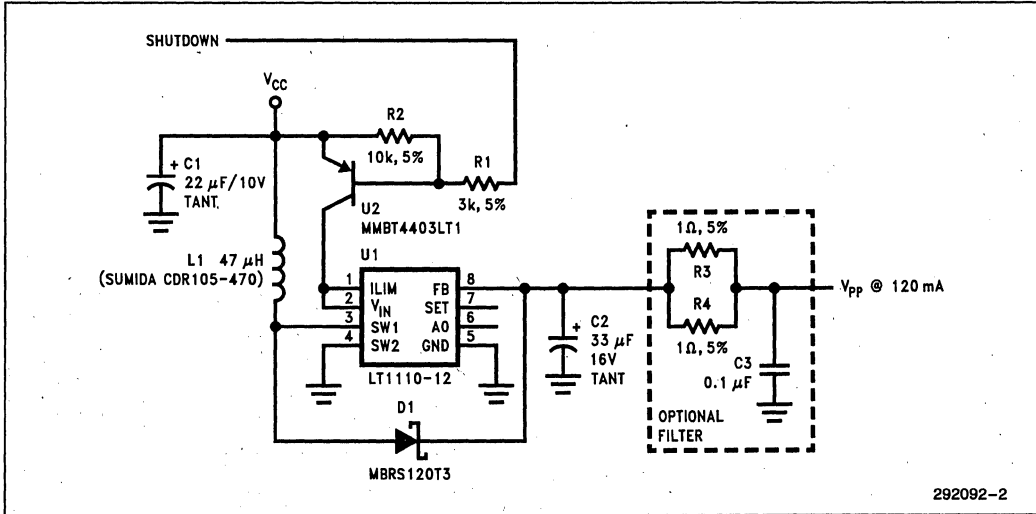 SHUTDOWN
VCC
R2
10k, 5%
R1
3k, 5%
+ C1
22 µF/10V
TANT.
U2
MMBT4403LT1
L1 47 µH
(SUMIDA CDR105-470)
U1
1 ILIM FB 8
2 VIN SET 7
3 SW1 AO 6
4 SW2 GND 5
LT1110-12
D1
MBRS120T3
+ C2
33 µF
16V
TANT
1Ω, 5%
R3
R4
1Ω, 5%
C3
0.1 µF
OPTIONAL
FILTER
VPP @ 120 mA
292092-2